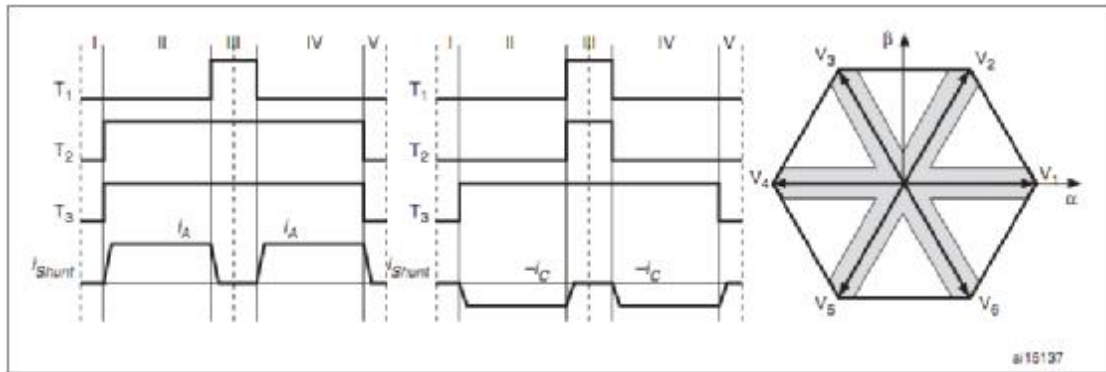 I II III IV V
T1
T2
T3
iA iA
iShunt
I II III IV V
T1
T2
T3
–iC –iC
iShunt
β
V3 V2
V4 V1
α
V5 V6
ai15137